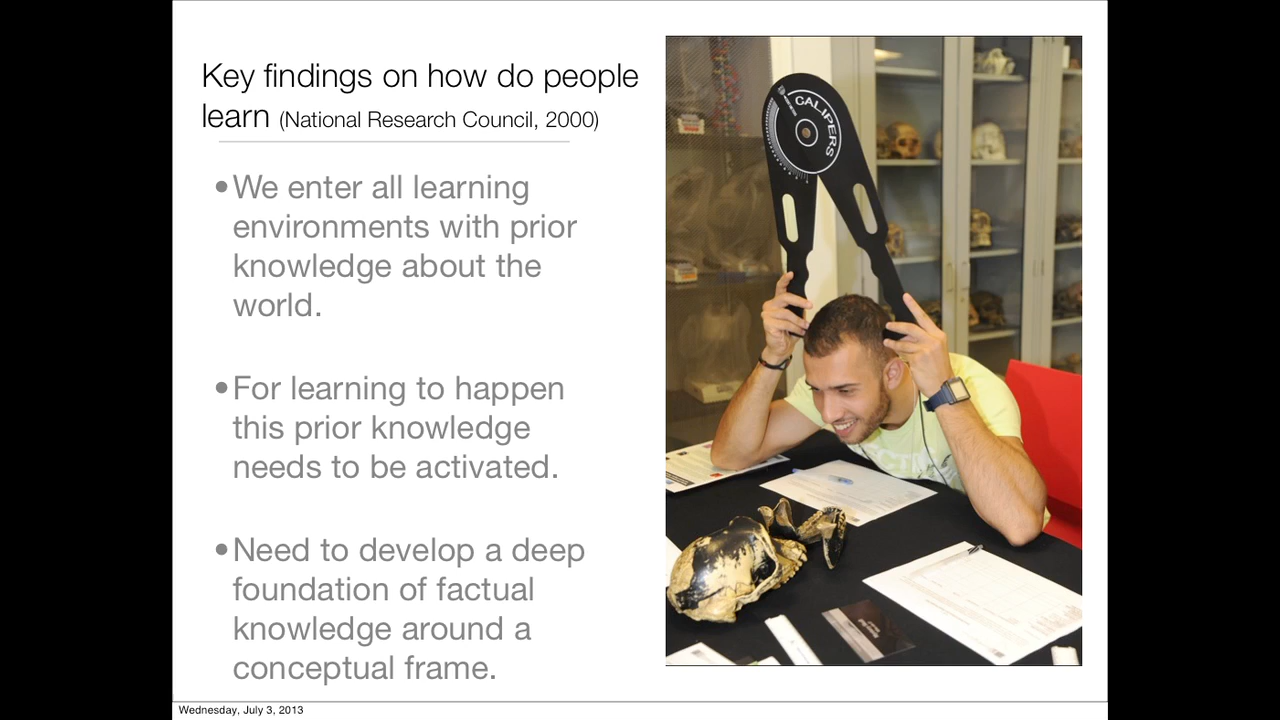 Key findings on how do people
learn (National Research Council, 2000)
•We enter all learning
environments with prior
knowledge about the
world.
•For learning to happen
this prior knowledge
needs to be activated.
•Need to develop a deep
foundation of factual
knowledge around a
conceptual frame.
CALIPERS
Wednesday, July 3, 2013